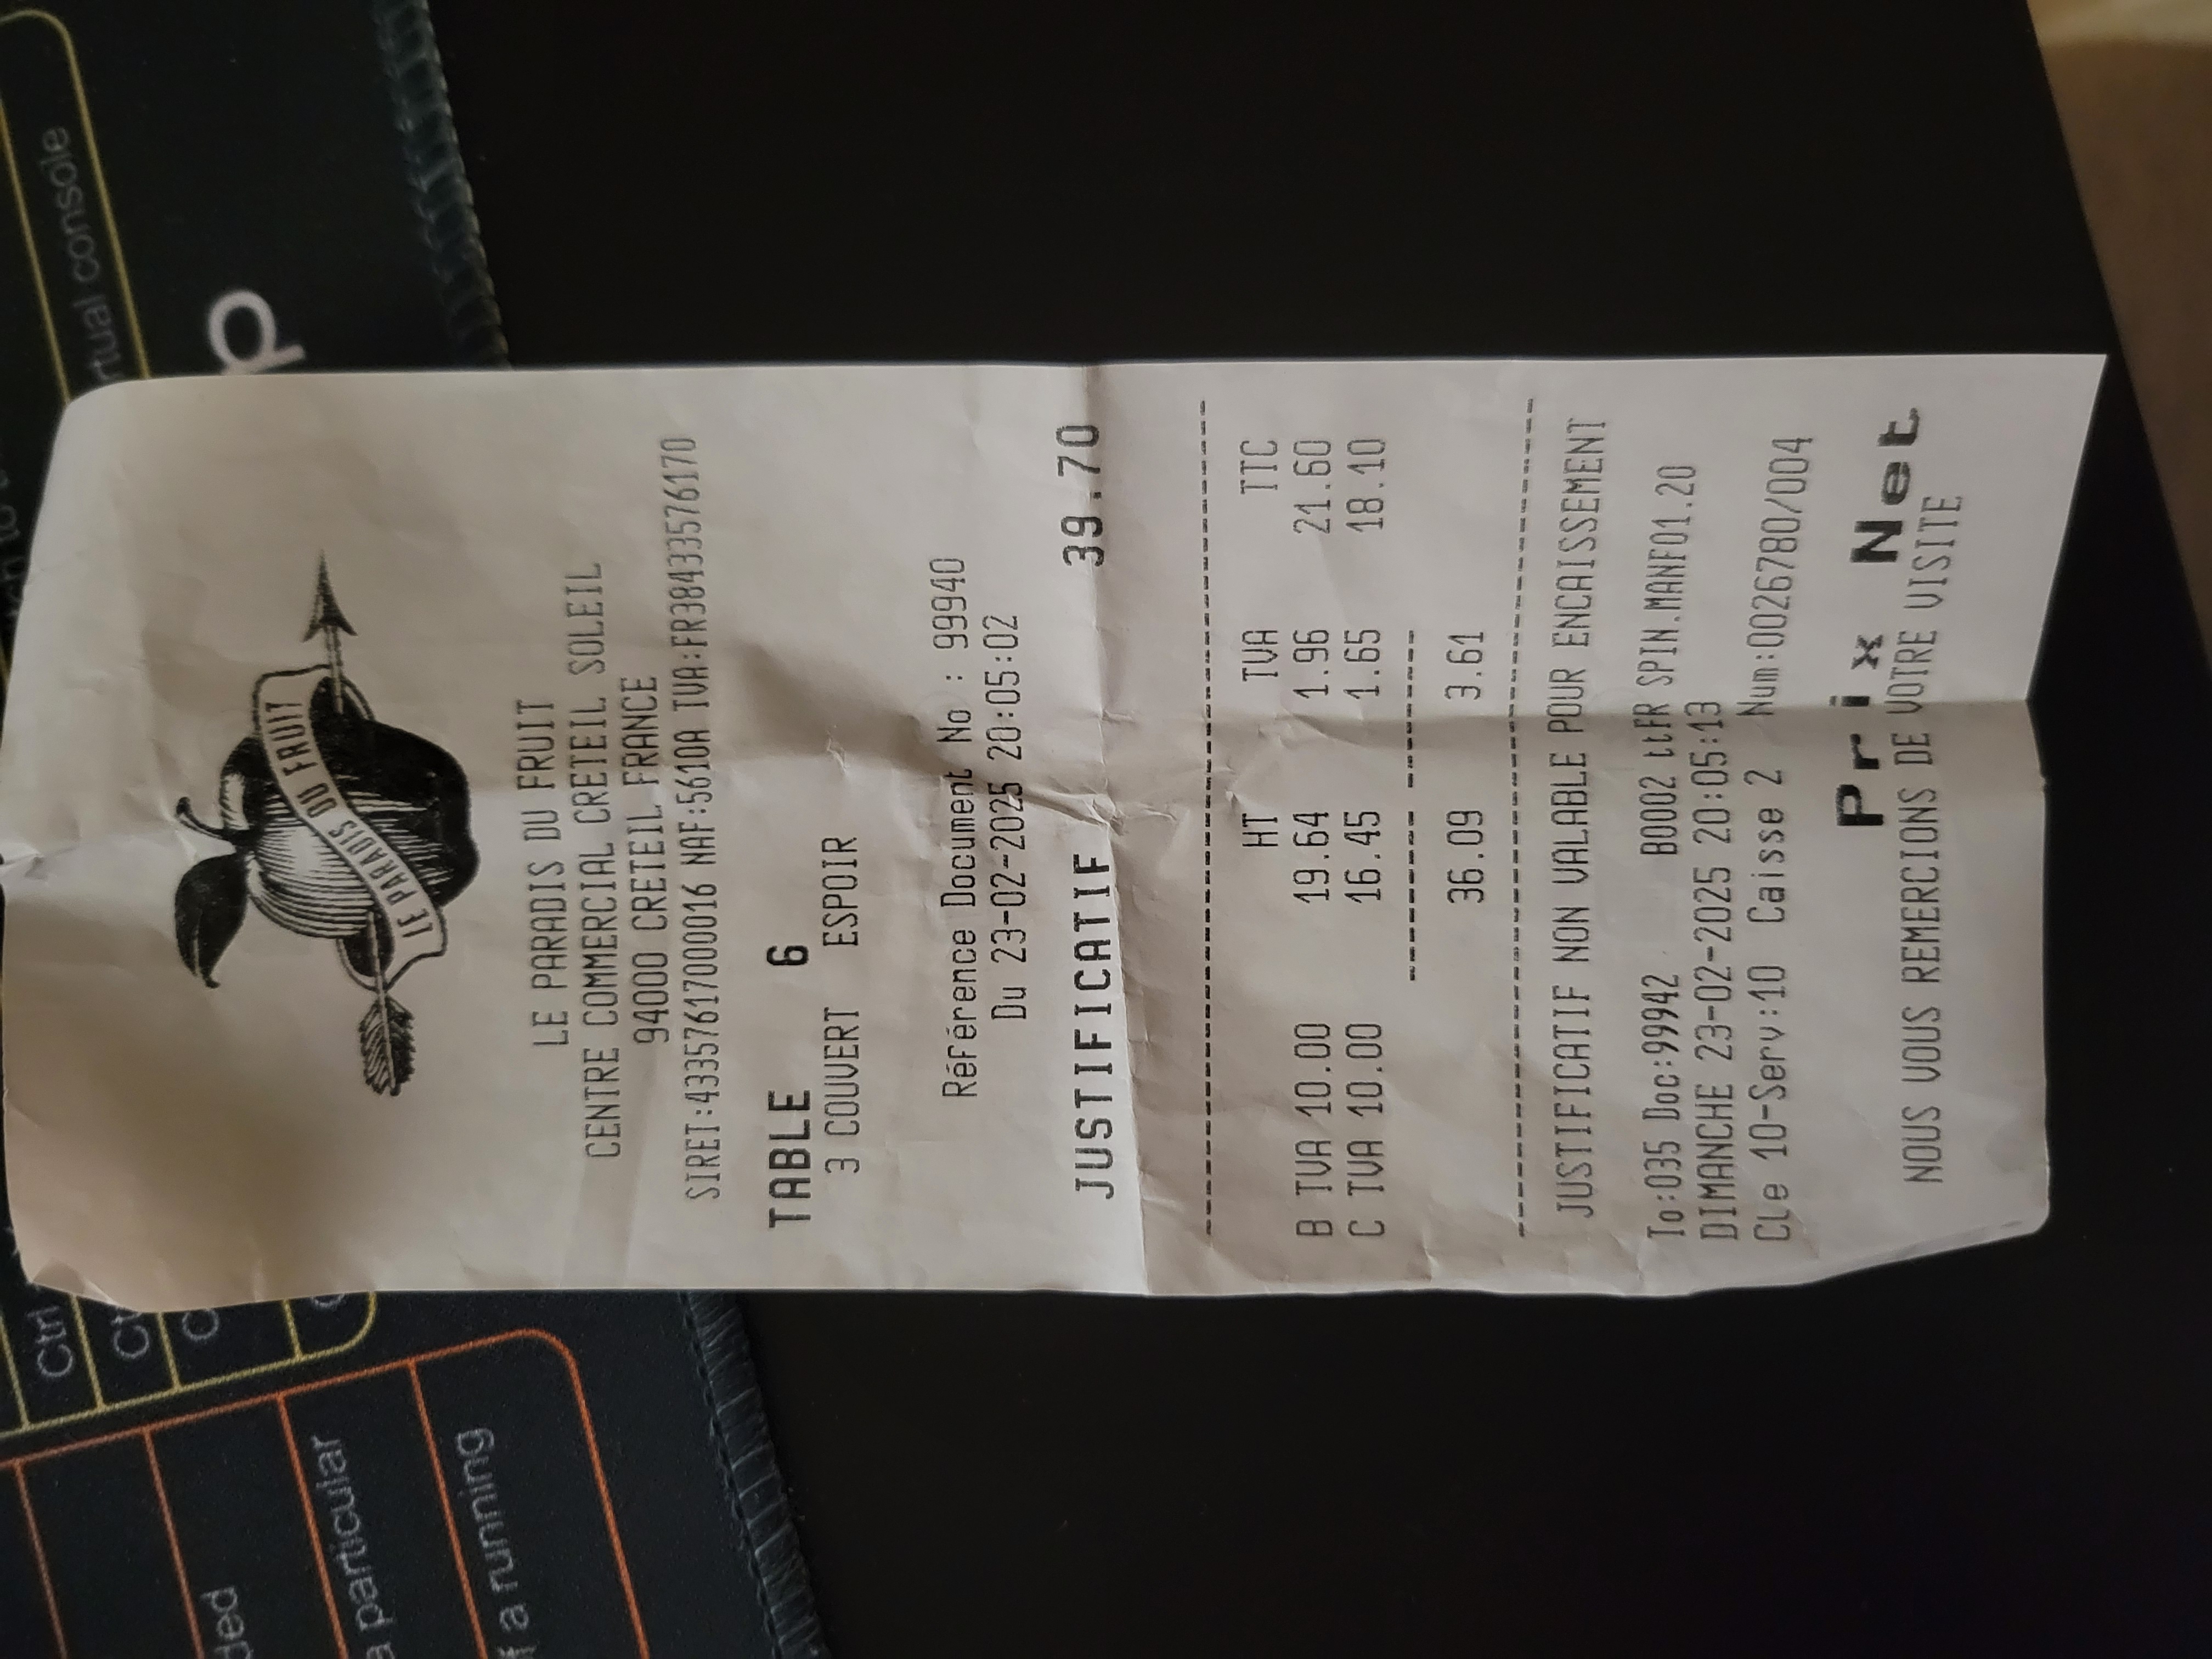 Ctrl
ded
a particular
f a running
rtual console
p
LE PARADIS DU FRUIT
LE PARADIS DU FRUIT
CENTRE COMMERCIAL CRETEIL SOLEIL
94000 CRETEIL FRANCE
SIRET:43357617000016 NAF:5610A TVA:FR38433576170
TABLE 6
3 COUVERT ESPOIR
Référence Document No : 99940
Du 23-02-2025 20:05:02
JUSTIFICATIF 39.70
HT TVA TTC
B TVA 10.00 19.64 1.96 21.60
C TVA 10.00 16.45 1.65 18.10
36.09 3.61
JUSTIFICATIF NON VALABLE POUR ENCAISSEMENT
To:035 Doc:99942 B0002 ttFR SPIN.MANF01.20
DIMANCHE 23-02-2025 20:05:13
Cle 10-Serv:10 Caisse 2 Num:0026780/004
Prix Net
NOUS VOUS REMERCIONS DE VOTRE VISITE